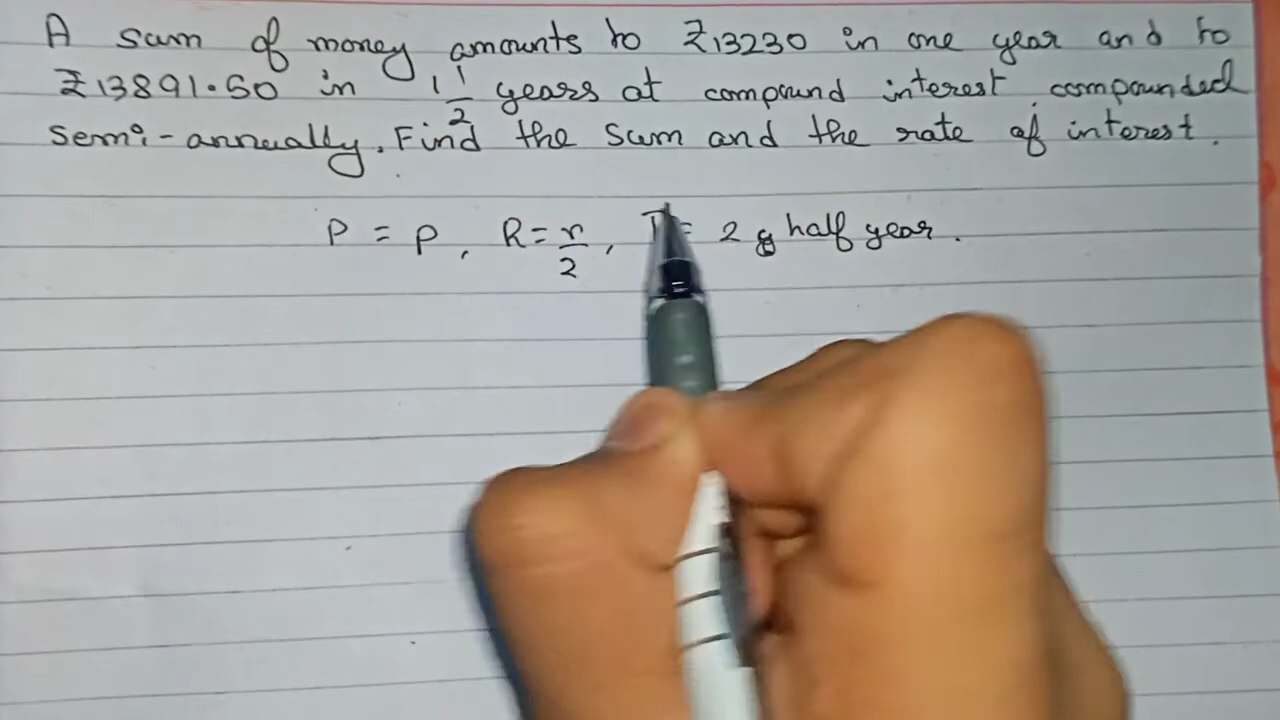 A sum of money amounts to ₹13230 in one year and to
₹13891.50 in 1 1/2 years at compound interest compounded
semi-annually. Find the sum and the rate of interest.
P = P, R = r/2, T = 2 half year.